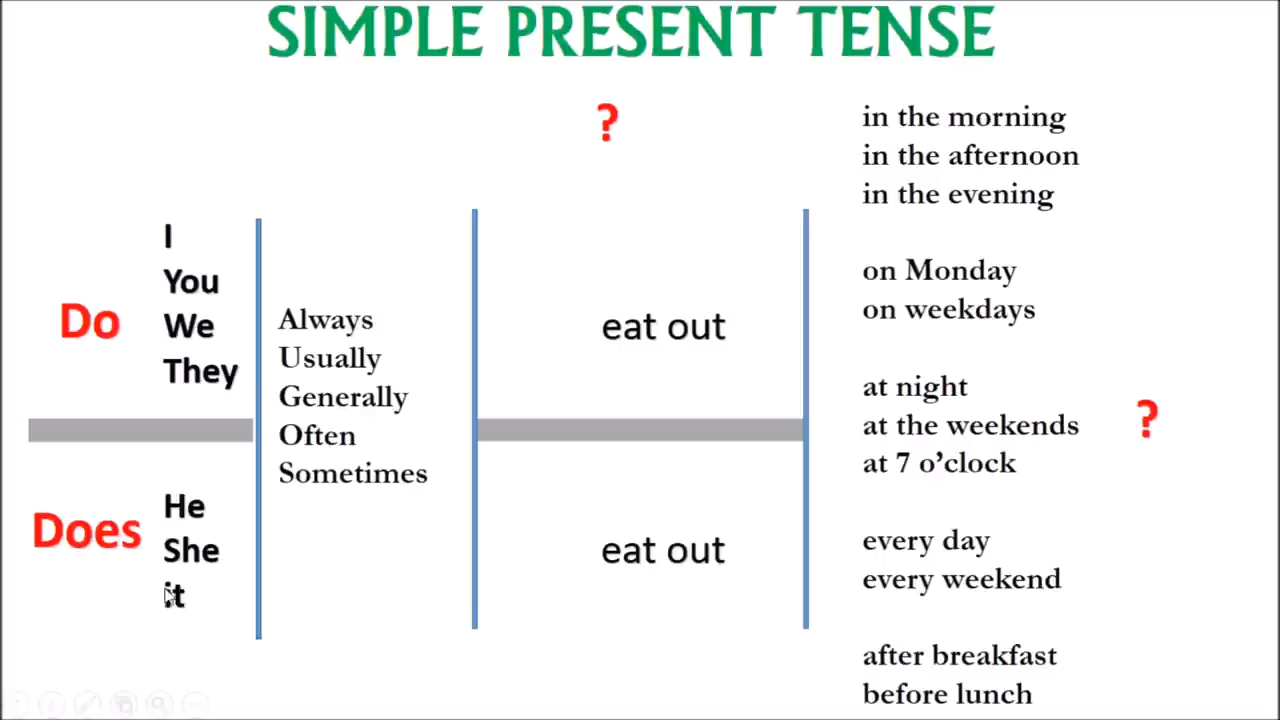 SIMPLE PRESENT TENSE
?
Do
I
You
We
They
Does
He
She
it
Always
Usually
Generally
Often
Sometimes
eat out
eat out
in the morning
in the afternoon
in the evening
on Monday
on weekdays
at night
at the weekends
at 7 o’clock
every day
every weekend
after breakfast
before lunch
?